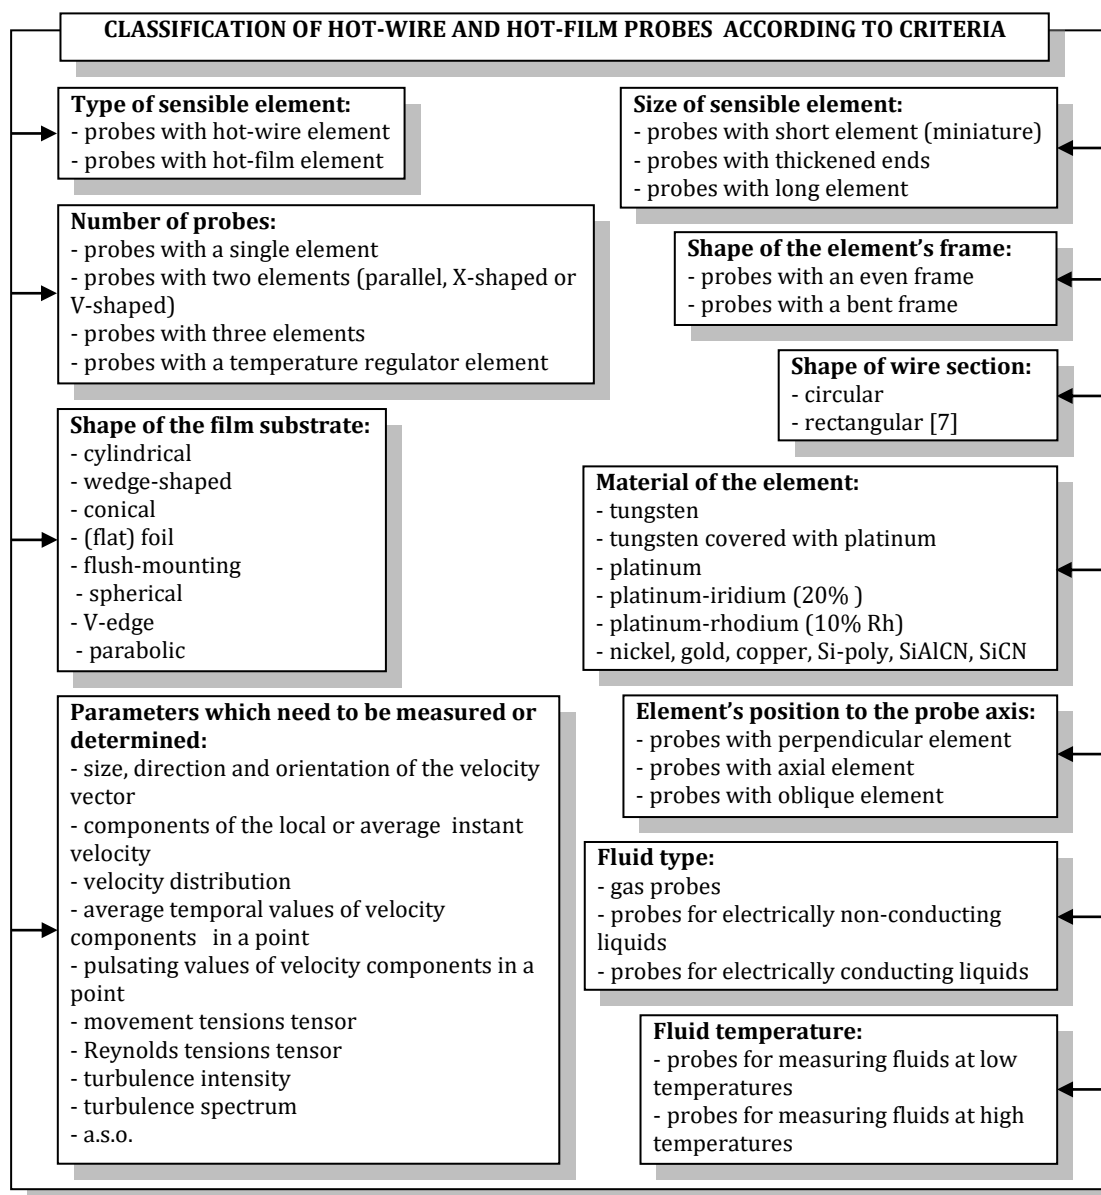 CLASSIFICATION OF HOT-WIRE AND HOT-FILM PROBES ACCORDING TO CRITERIA
Type of sensible element:
- probes with hot-wire element
- probes with hot-film element
Number of probes:
- probes with a single element
- probes with two elements (parallel, X-shaped or
V-shaped)
- probes with three elements
- probes with a temperature regulator element
Shape of the film substrate:
- cylindrical
- wedge-shaped
- conical
- (flat) foil
- flush-mounting
- spherical
- V-edge
- parabolic
Parameters which need to be measured or
determined:
- size, direction and orientation of the velocity
vector
- components of the local or average instant
velocity
- velocity distribution
- average temporal values of velocity
components in a point
- pulsating values of velocity components in a
point
- movement tensions tensor
- Reynolds tensions tensor
- turbulence intensity
- turbulence spectrum
- a.s.o.
Size of sensible element:
- probes with short element (miniature)
- probes with thickened ends
- probes with long element
Shape of the element's frame:
- probes with an even frame
- probes with a bent frame
Shape of wire section:
- circular
- rectangular [7]
Material of the element:
- tungsten
- tungsten covered with platinum
- platinum
- platinum-iridium (20% )
- platinum-rhodium (10% Rh)
- nickel, gold, copper, Si-poly, SiAlCN, SiCN
Element's position to the probe axis:
- probes with perpendicular element
- probes with axial element
- probes with oblique element
Fluid type:
- gas probes
- probes for electrically non-conducting
liquids
- probes for electrically conducting liquids
Fluid temperature:
- probes for measuring fluids at low
temperatures
- probes for measuring fluids at high
temperatures